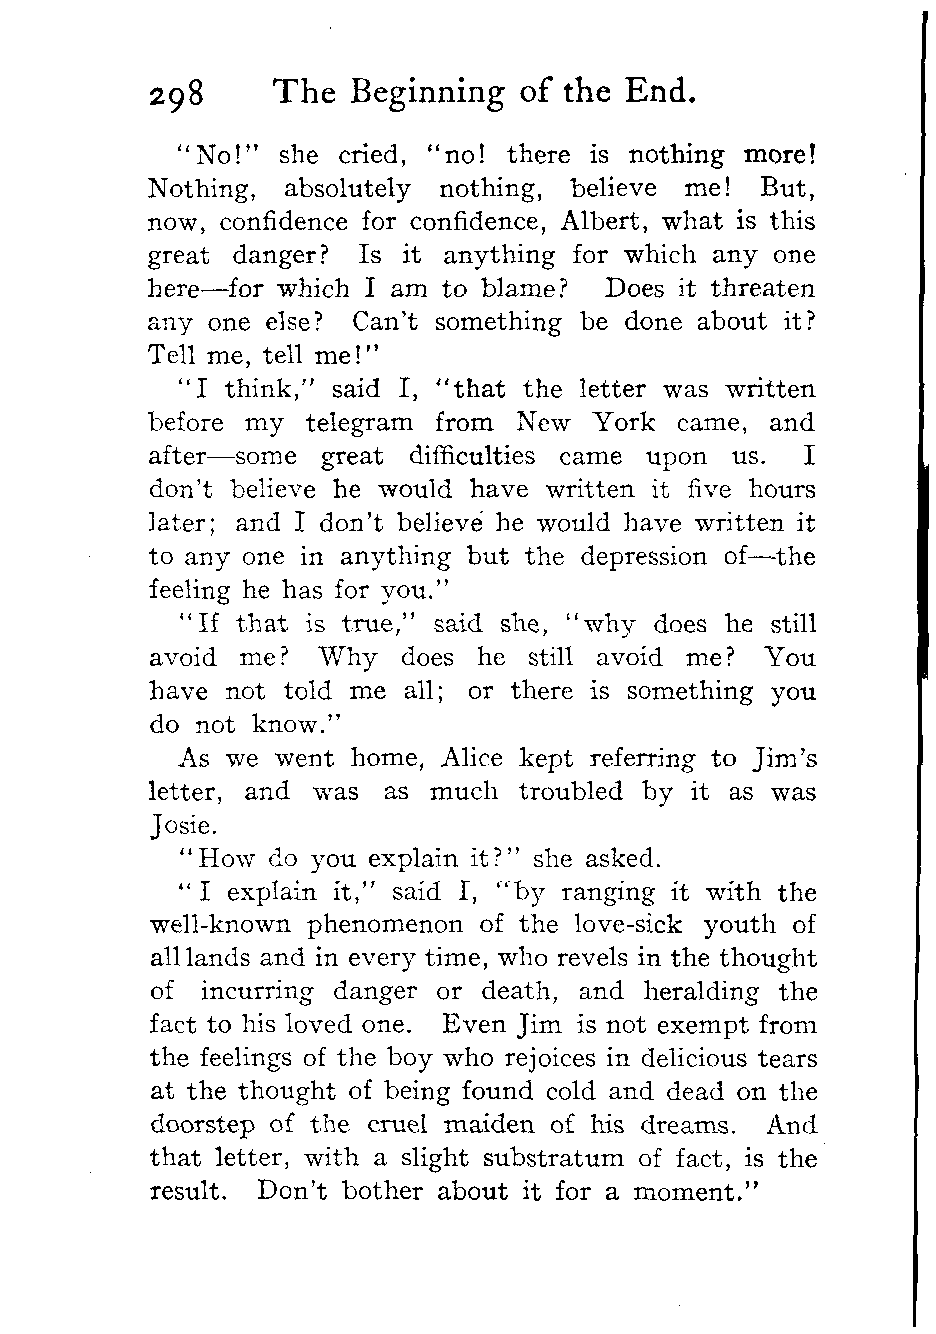 298 The Beginning of the End.
"No!" she cried, "no! there is nothing more!
Nothing, absolutely nothing, believe me! But,
now, confidence for confidence, Albert, what is this
great danger? Is it anything for which any one
here—for which I am to blame? Does it threaten
any one else? Can't something be done about it?
Tell me, tell me!"
"I think," said I, "that the letter was written
before my telegram from New York came, and
after—some great difficulties came upon us. I
don't believe he would have written it five hours
later; and I don't believe he would have written it
to any one in anything but the depression of—the
feeling he has for you."
"If that is true," said she, "why does he still
avoid me? Why does he still avoid me? You
have not told me all; or there is something you
do not know."
As we went home, Alice kept referring to Jim's
letter, and was as much troubled by it as was
Josie.
"How do you explain it?" she asked.
"I explain it," said I, "by ranging it with the
well-known phenomenon of the love-sick youth of
all lands and in every time, who revels in the thought
of incurring danger or death, and heralding the
fact to his loved one. Even Jim is not exempt from
the feelings of the boy who rejoices in delicious tears
at the thought of being found cold and dead on the
doorstep of the cruel maiden of his dreams. And
that letter, with a slight substratum of fact, is the
result. Don't bother about it for a moment."